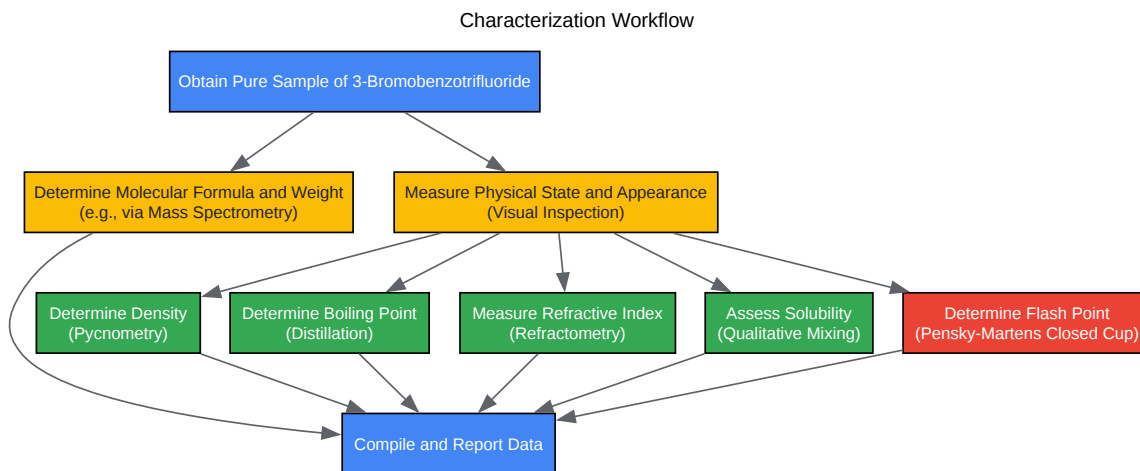 Characterization Workflow
Obtain Pure Sample of 3-Bromobenzotrifluoride
Determine Molecular Formula and Weight
(e.g., via Mass Spectrometry)
Measure Physical State and Appearance
(Visual Inspection)
Determine Density
(Pycnometry)
Determine Boiling Point
(Distillation)
Measure Refractive Index
(Refractometry)
Assess Solubility
(Qualitative Mixing)
Determine Flash Point
(Pensky-Martens Closed Cup)
Compile and Report Data